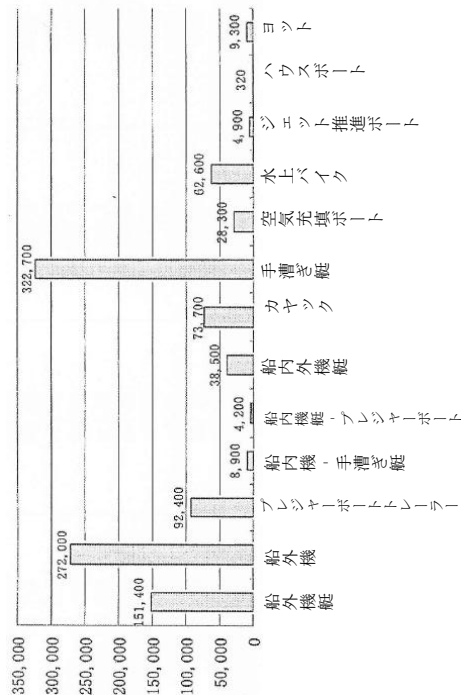 350,000
300,000
250,000
200,000
150,000
100,000
50,000
0
151,400
272,000
92,400
8,900
4,200
38,500
73,700
322,700
28,300
62,600
4,900
320
9,300
船外機艇
船外機
プレジャーボートトレーラー
船内機・手漕ぎ艇
船内機艇・プレジャーボート
船内外機艇
カヤック
手漕ぎ艇
空気充填ボート
水上バイク
ジェット推進ボート
ハウスボート
ヨット